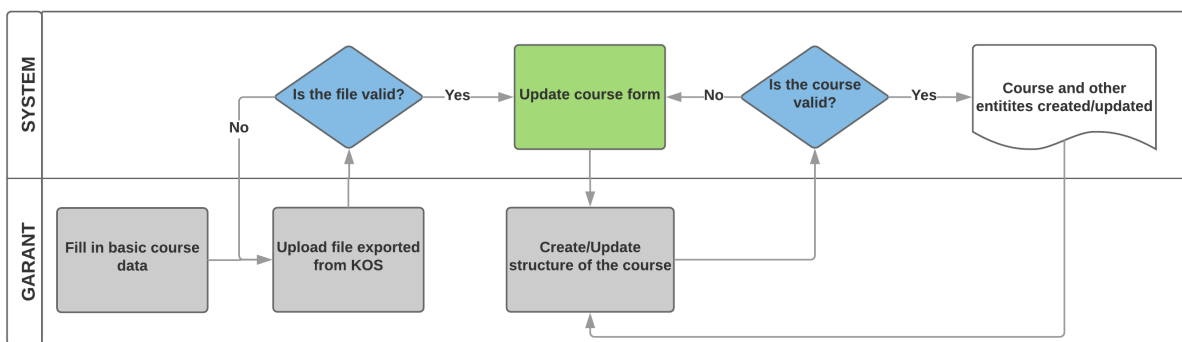 SYSTEM
Is the file valid?
Yes
Update course form
No
Is the course
valid?
Yes
Course and other
entitites created/updated
No
GARANT
Fill in basic course
data
Upload file exported
from KOS
Create/Update
structure of the course